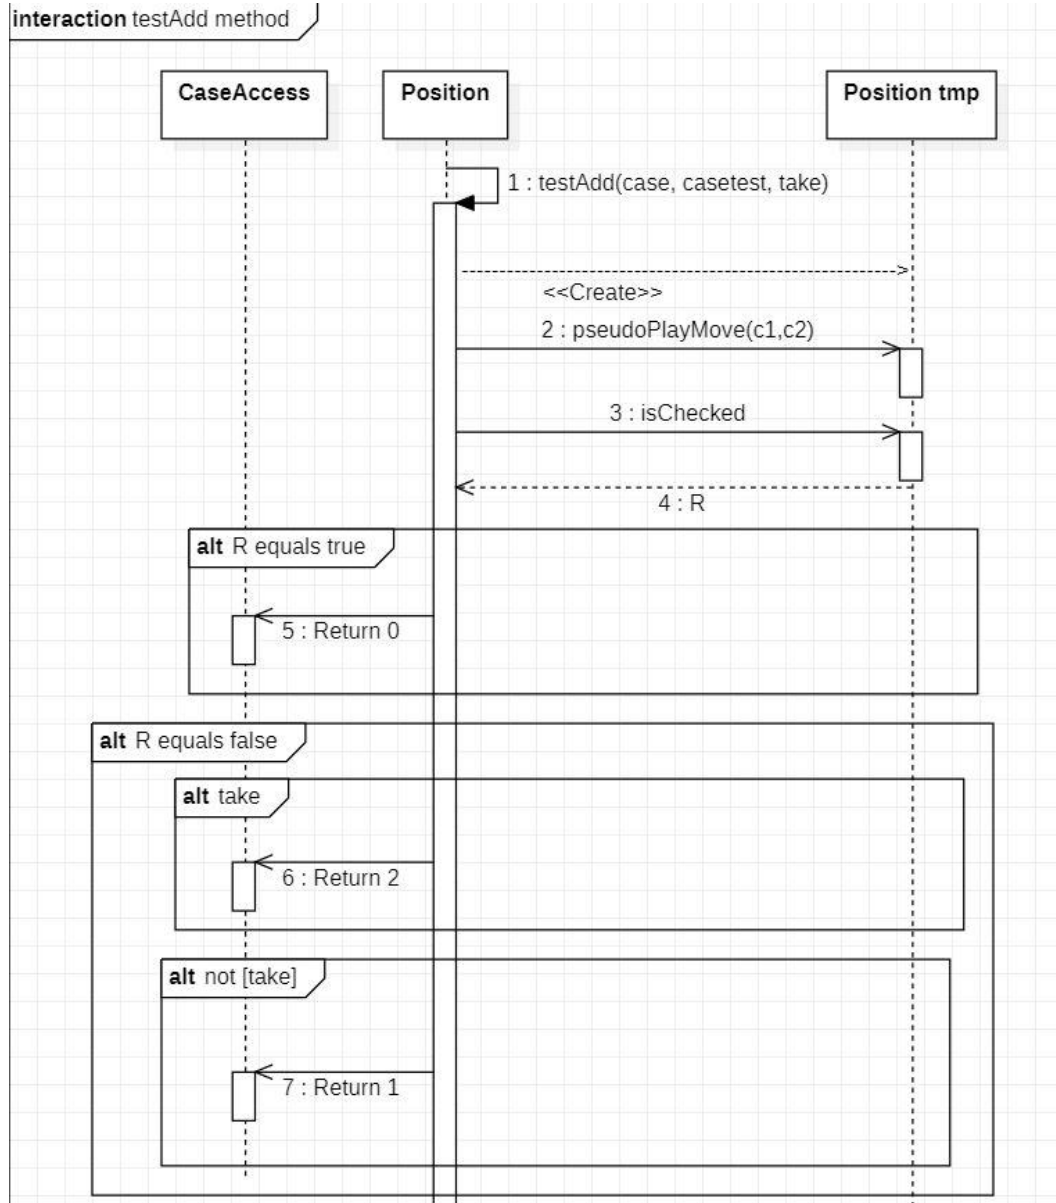 interaction testAdd method
CaseAccess
Position
Position tmp
1 : testAdd(case, casetest, take)
<<Create>>
2 : pseudoPlayMove(c1,c2)
3 : isChecked
4 : R
alt R equals true
5 : Return 0
alt R equals false
alt take
6 : Return 2
alt not [take]
7 : Return 1